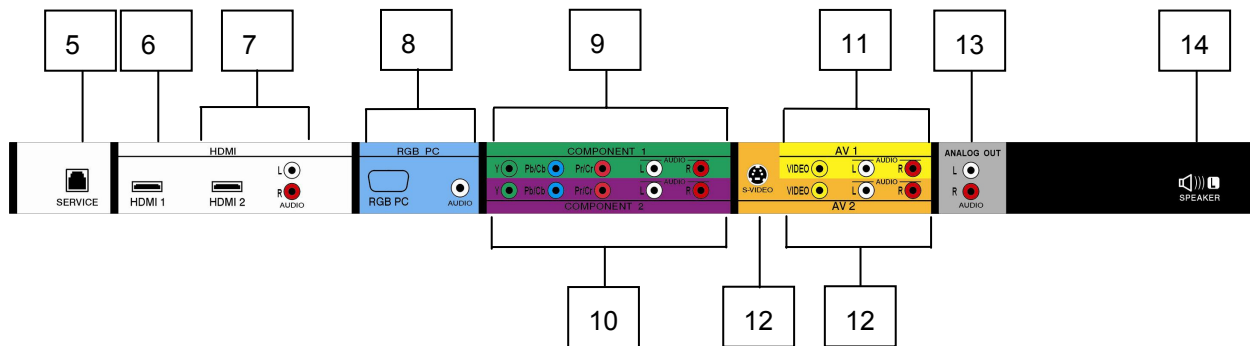 5 6 7 8 9 11 13 14
HDMI RGB PC COMPONENT 1 AV 1 ANALOG OUT
Y Pb/Cb Pr/Cr L AUDIO R VIDEO L AUDIO R L
L
SERVICE HDMI 1 HDMI 2 R AUDIO RGB PC AUDIO
Y Pb/Cb Pr/Cr L AUDIO R S-VIDEO VIDEO L AUDIO R R AUDIO L SPEAKER
COMPONENT 2 AV 2
10 12 12